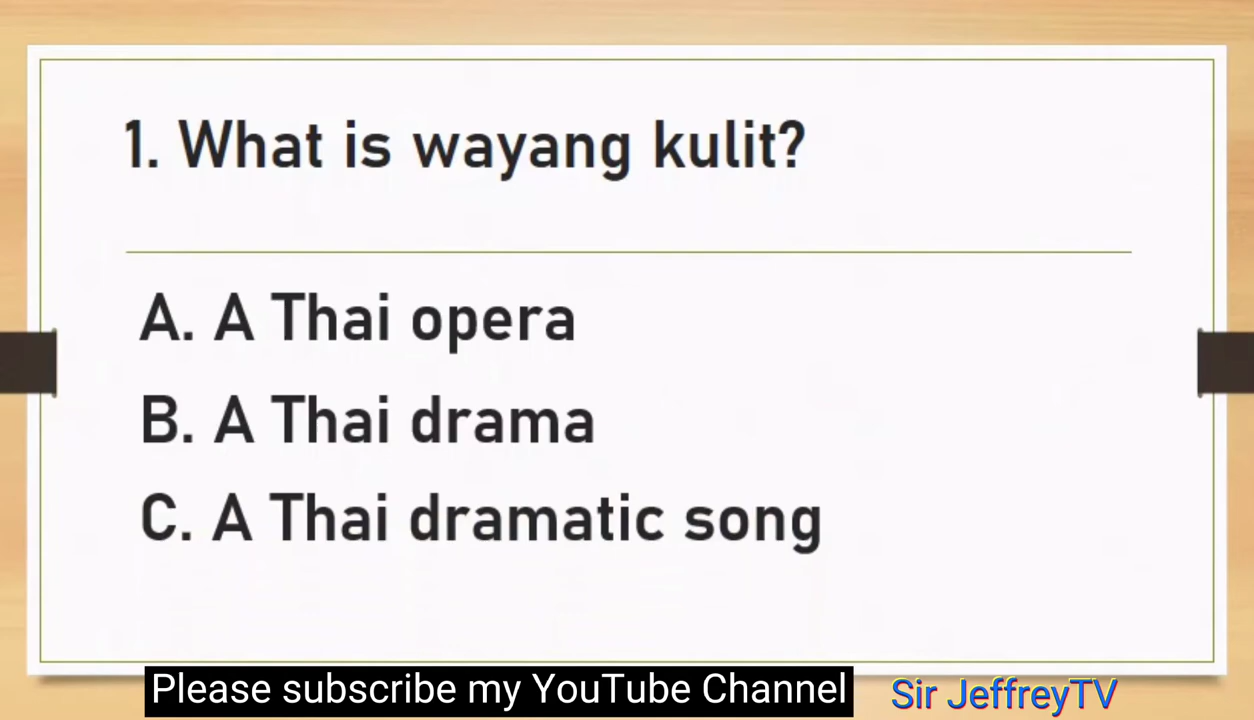 1. What is wayang kulit?
A. A Thai opera
B. A Thai drama
C. A Thai dramatic song
Please subscribe my YouTube Channel
Sir JeffreyTV